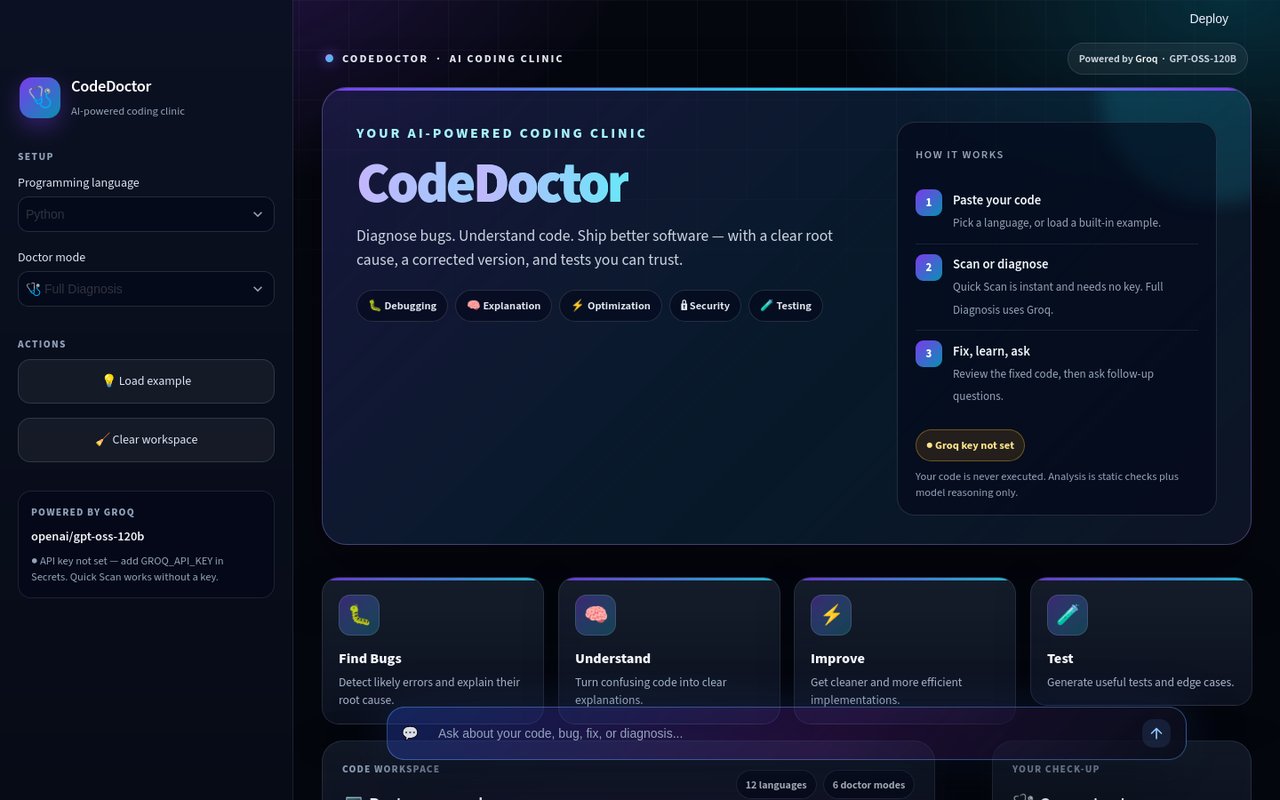 CodeDoctor
AI-powered coding clinic
SETUP
Programming language
Python
Doctor mode
🩺 Full Diagnosis
ACTIONS
💡 Load example
🧹 Clear workspace
POWERED BY GROQ
openai/gpt-oss-120b
● API key not set — add GROQ_API_KEY in
Secrets. Quick Scan works without a key.
Deploy
CODEDOCTOR · AI CODING CLINIC
Powered by Groq · GPT-OSS-120B
YOUR AI-POWERED CODING CLINIC
CodeDoctor
Diagnose bugs. Understand code. Ship better software — with a clear root
cause, a corrected version, and tests you can trust.
🐛 Debugging
🧠 Explanation
⚡ Optimization
🔒 Security
🧪 Testing
HOW IT WORKS
1 Paste your code
Pick a language, or load a built-in example.
2 Scan or diagnose
Quick Scan is instant and needs no key. Full
Diagnosis uses Groq.
3 Fix, learn, ask
Review the fixed code, then ask follow-up
questions.
● Groq key not set
Your code is never executed. Analysis is static checks plus
model reasoning only.
Find Bugs
Detect likely errors and explain their
root cause.
Understand
Turn confusing code into clear
explanations.
Improve
Get cleaner and more efficient
implementations.
Test
Generate useful tests and edge cases.
Ask about your code, bug, fix, or diagnosis...
CODE WORKSPACE
12 languages
6 doctor modes
YOUR CHECK-UP